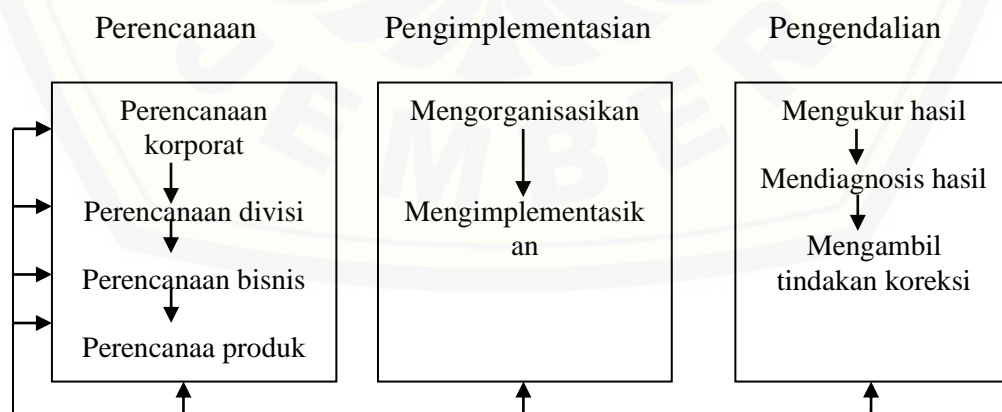 Perencanaan
Pengimplementasian
Pengendalian
Perencanaan
korporat
Perencanaan divisi
Perencanaan bisnis
Perencanaa produk
Mengorganisasikan
Mengimplementasik
an
Mengukur hasil
Mendiagnosis hasil
Mengambil
tindakan koreksi
JEMBER